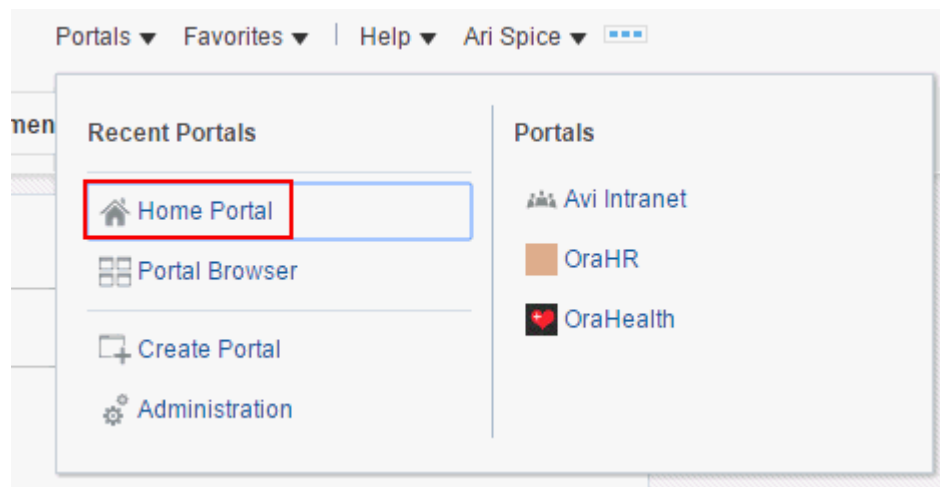 Portals Favorites Help Ari Spice
men
Recent Portals
Home Portal
Portal Browser
Create Portal
Administration
Portals
Avi Intranet
OraHR
OraHealth